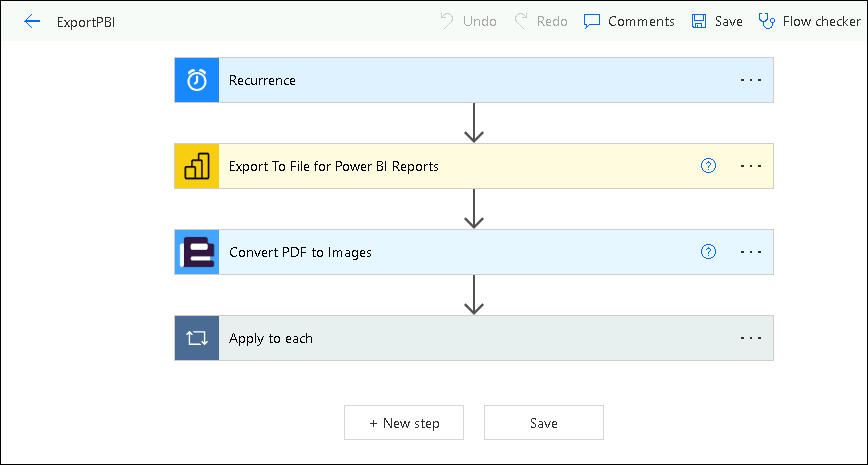 ExportPBI Undo Redo Comments Save Flow checker
Recurrence
Export To File for Power BI Reports
Convert PDF to Images
Apply to each
+ New step Save